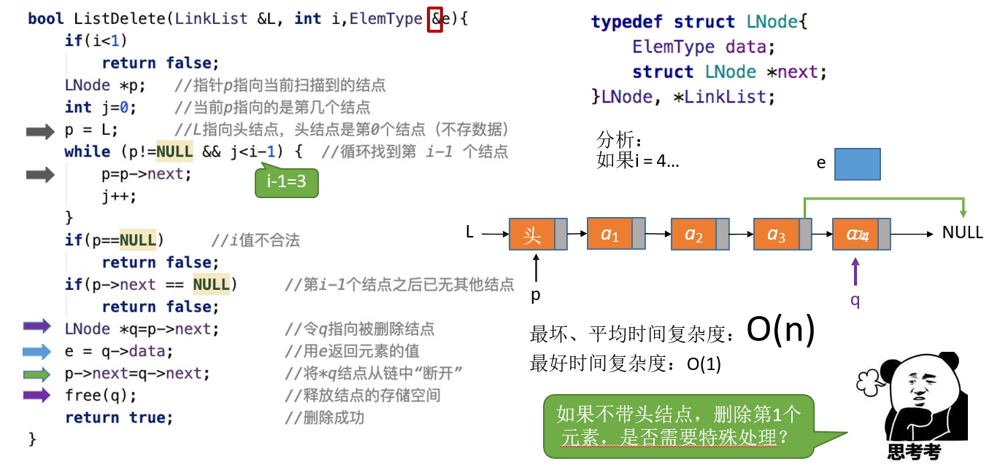 bool ListDelete(LinkList &L, int i,ElemType &e){
if(i<1)
return false;
LNode *p; //指针p指向当前扫描到的结点
int j=0; //当前p指向的是第几个结点
p = L; //L指向头结点，头结点是第0个结点（不存数据）
while (p!=NULL && j<i-1) { //循环找到第 i-1 个结点
p=p->next;
j++;
}
if(p==NULL) //i值不合法
return false;
if(p->next == NULL) //第i-1个结点之后已无其他结点
return false;
LNode *q=p->next; //令q指向被删除结点
e = q->data; //用e返回元素的值
p->next=q->next; //将*q结点从链中“断开”
free(q); //释放结点的存储空间
return true; //删除成功
}
i-1=3
typedef struct LNode{
ElemType data;
struct LNode *next;
}LNode, *LinkList;
分析：
如果i = 4...
e
L 头 a1 a2 a3 a4 NULL
p q
最坏、平均时间复杂度：O(n)
最好时间复杂度：O(1)
如果不带头结点，删除第1个
元素，是否需要特殊处理？
思考考